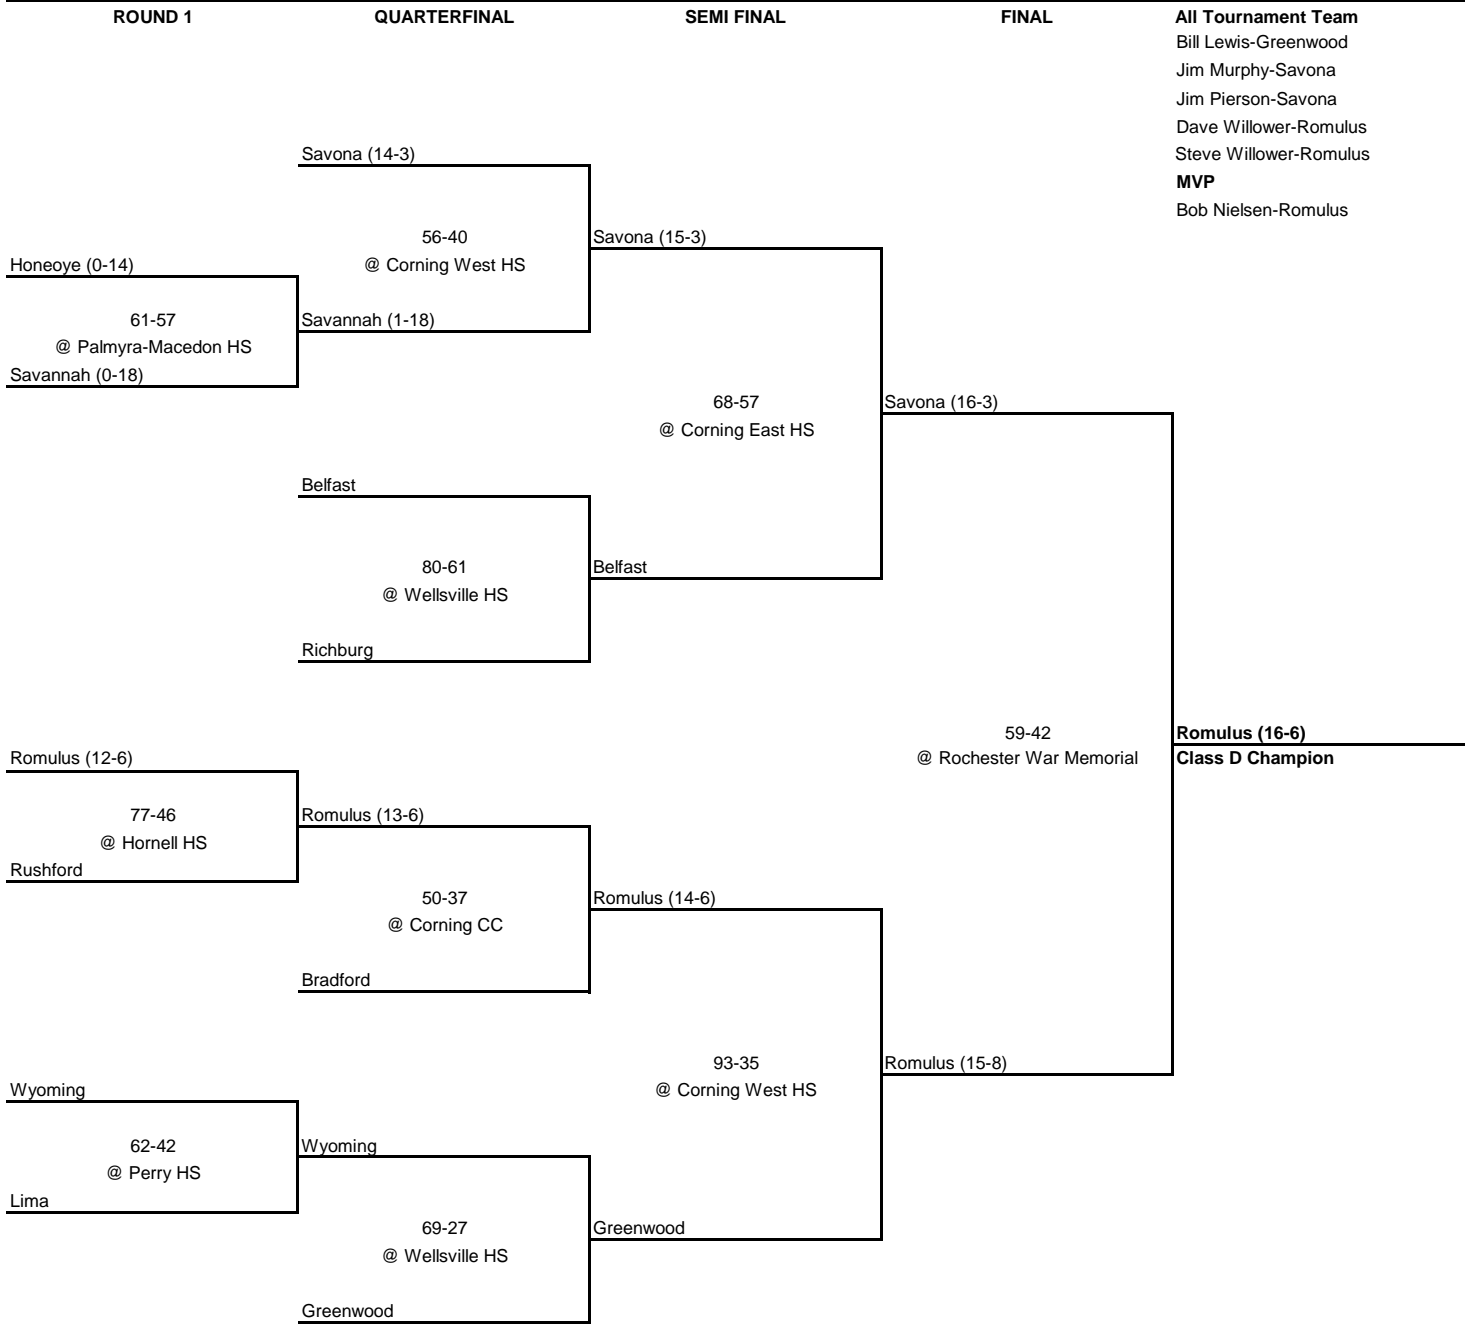 ROUND 1 QUARTERFINAL SEMI FINAL FINAL All Tournament Team
Bill Lewis-Greenwood
Jim Murphy-Savona
Jim Pierson-Savona
Dave Willower-Romulus
Savona (14-3) Steve Willower-Romulus
MVP
Bob Nielsen-Romulus
56-40 Savona (15-3)
Honeoye (0-14) @ Corning West HS
61-57 Savannah (1-18)
@ Palmyra-Macedon HS
Savannah (0-18)
68-57 Savona (16-3)
@ Corning East HS
Belfast
80-61 Belfast
@ Wellsville HS
Richburg
59-42 Romulus (16-6)
Romulus (12-6) @ Rochester War Memorial Class D Champion
77-46 Romulus (13-6)
@ Hornell HS
Rushford
50-37 Romulus (14-6)
@ Corning CC
Bradford
93-35 Romulus (15-8)
Wyoming @ Corning West HS
62-42 Wyoming
@ Perry HS
Lima
69-27 Greenwood
@ Wellsville HS
Greenwood